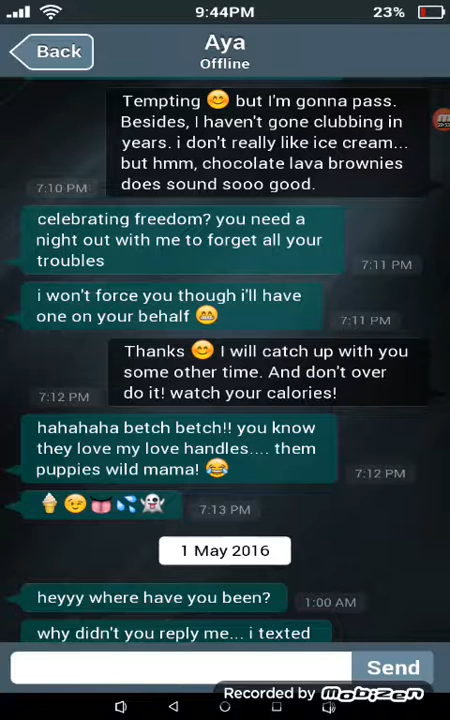 9:44PM
23%
Back
Aya
Offline
Tempting 😊 but I'm gonna pass.
Besides, I haven't gone clubbing in
years. i don't really like ice cream...
but hmm, chocolate lava brownies
does sound sooo good.
7:10 PM
celebrating freedom? you need a
night out with me to forget all your
troubles
7:11 PM
i won't force you though i'll have
one on your behalf 😁
7:11 PM
Thanks 😊 I will catch up with you
some other time. And don't over
do it! watch your calories!
7:12 PM
hahahaha betch betch!! you know
they love my love handles.... them
puppies wild mama! 😂
7:12 PM
🍦😉👅💦👻
7:13 PM
1 May 2016
heyyy where have you been?
1:00 AM
why didn't you reply me... i texted
Send
Recorded by mobizen